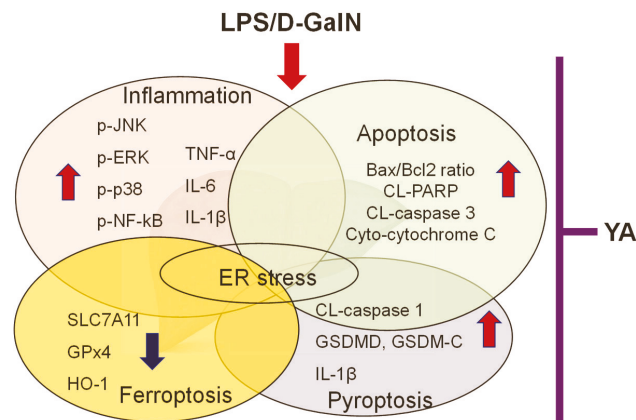 LPS/D-GalN
Inflammation
p-JNK
p-ERK
p-p38
p-NF-kB
TNF-α
IL-6
IL-1β
Apoptosis
Bax/Bcl2 ratio
CL-PARP
CL-caspase 3
Cyto-cytochrome C
YA
ER stress
SLC7A11
GPx4
HO-1
Ferroptosis
CL-caspase 1
GSDMD, GSDM-C
IL-1β
Pyroptosis